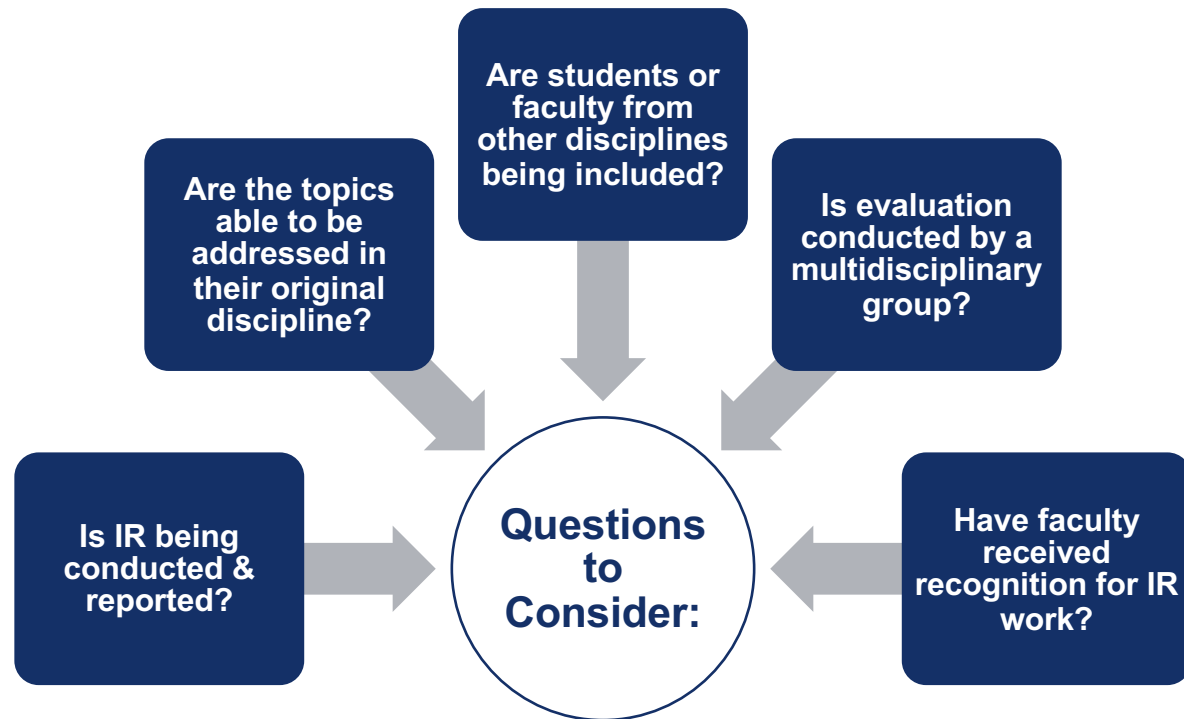 Are students or
faculty from
other disciplines
being included?
Are the topics
able to be
addressed in
their original
discipline?
Is evaluation
conducted by a
multidisciplinary
group?
Is IR being
conducted &
reported?
Questions
to
Consider:
Have faculty
received
recognition for IR
work?